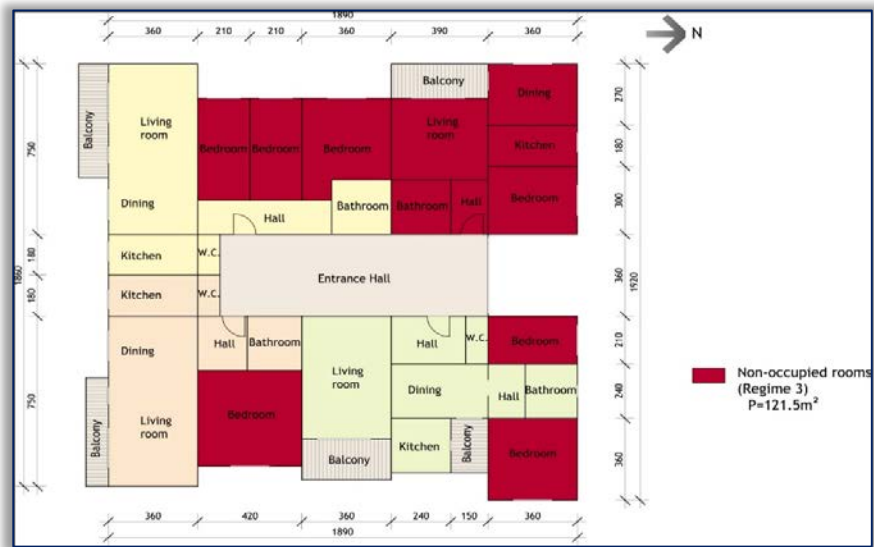 1890
360 210 210 360 390 360
N
Balcony
Living
room
Bedroom
Bedroom
Bedroom
Balcony
Living
room
Dining
Kitchen
Bedroom
Dining
Hall
Bathroom
Bathroom
Hall
Kitchen
W.C.
Entrance Hall
Kitchen
W.C.
Dining
Hall
Bathroom
Living
room
Hall
W.C.
Bedroom
Dining
Hall
Bathroom
Living
room
Balcony
Bedroom
Balcony
Kitchen
Balcony
Bedroom
750
180
180
750
1860
270
180
300
360
210
240
360
1920
Non-occupied rooms
(Regime 3)
P=121.5m²
360 420 360 240 150 360
1890